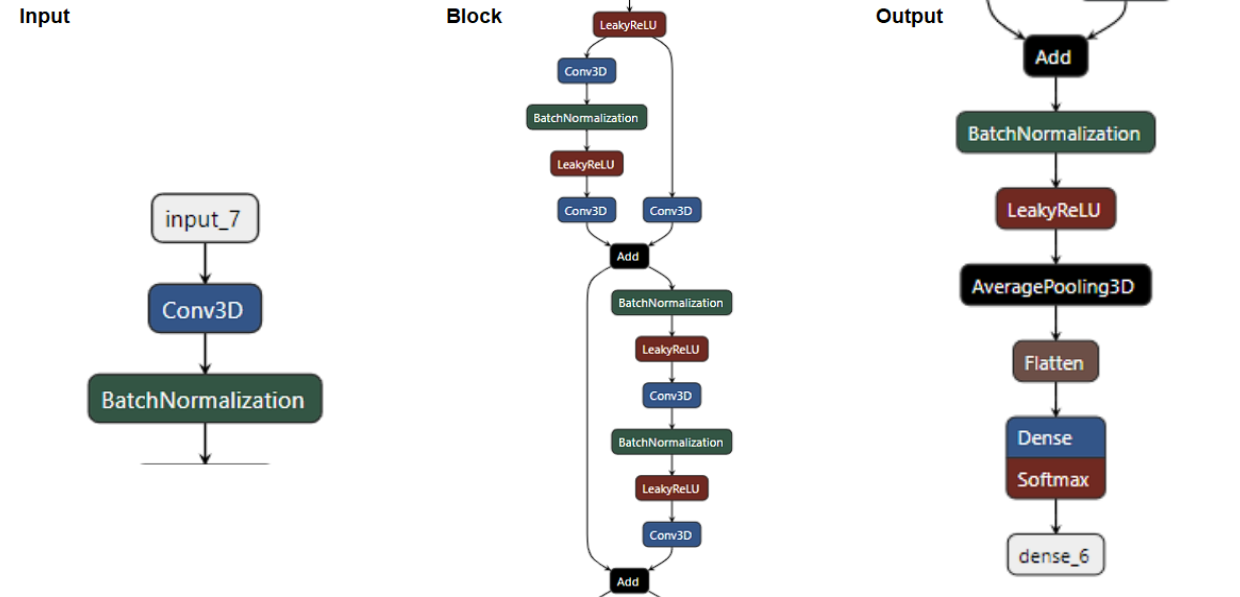 Input
input_7
Conv3D
BatchNormalization
Block
LeakyReLU
Conv3D
BatchNormalization
LeakyReLU
Conv3D
Conv3D
Add
BatchNormalization
LeakyReLU
Conv3D
BatchNormalization
LeakyReLU
Conv3D
Add
Output
Add
BatchNormalization
LeakyReLU
AveragePooling3D
Flatten
Dense
Softmax
dense_6